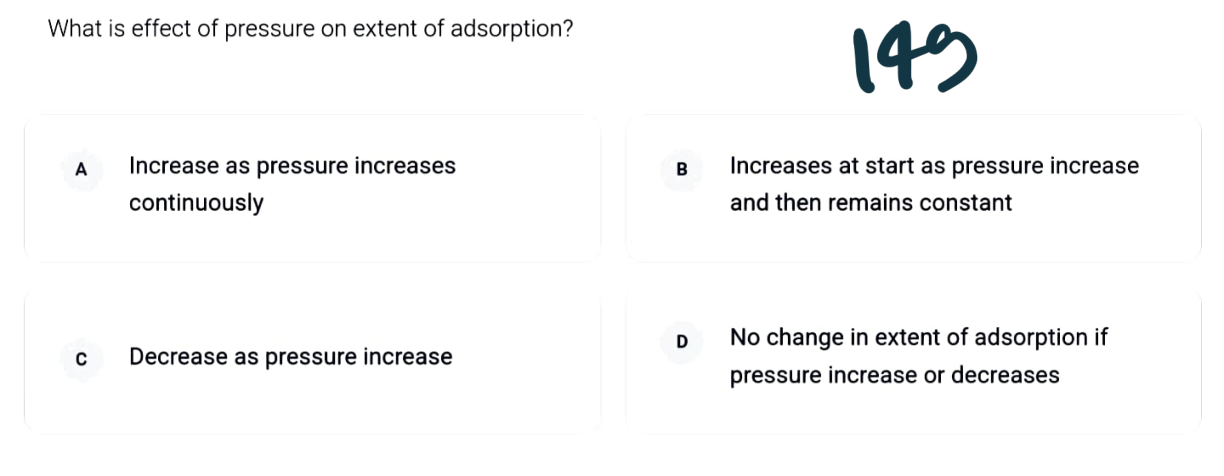 What is effect of pressure on extent of adsorption?
149
A Increase as pressure increases
continuously
B Increases at start as pressure increase
and then remains constant
C Decrease as pressure increase
D No change in extent of adsorption if
pressure increase or decreases